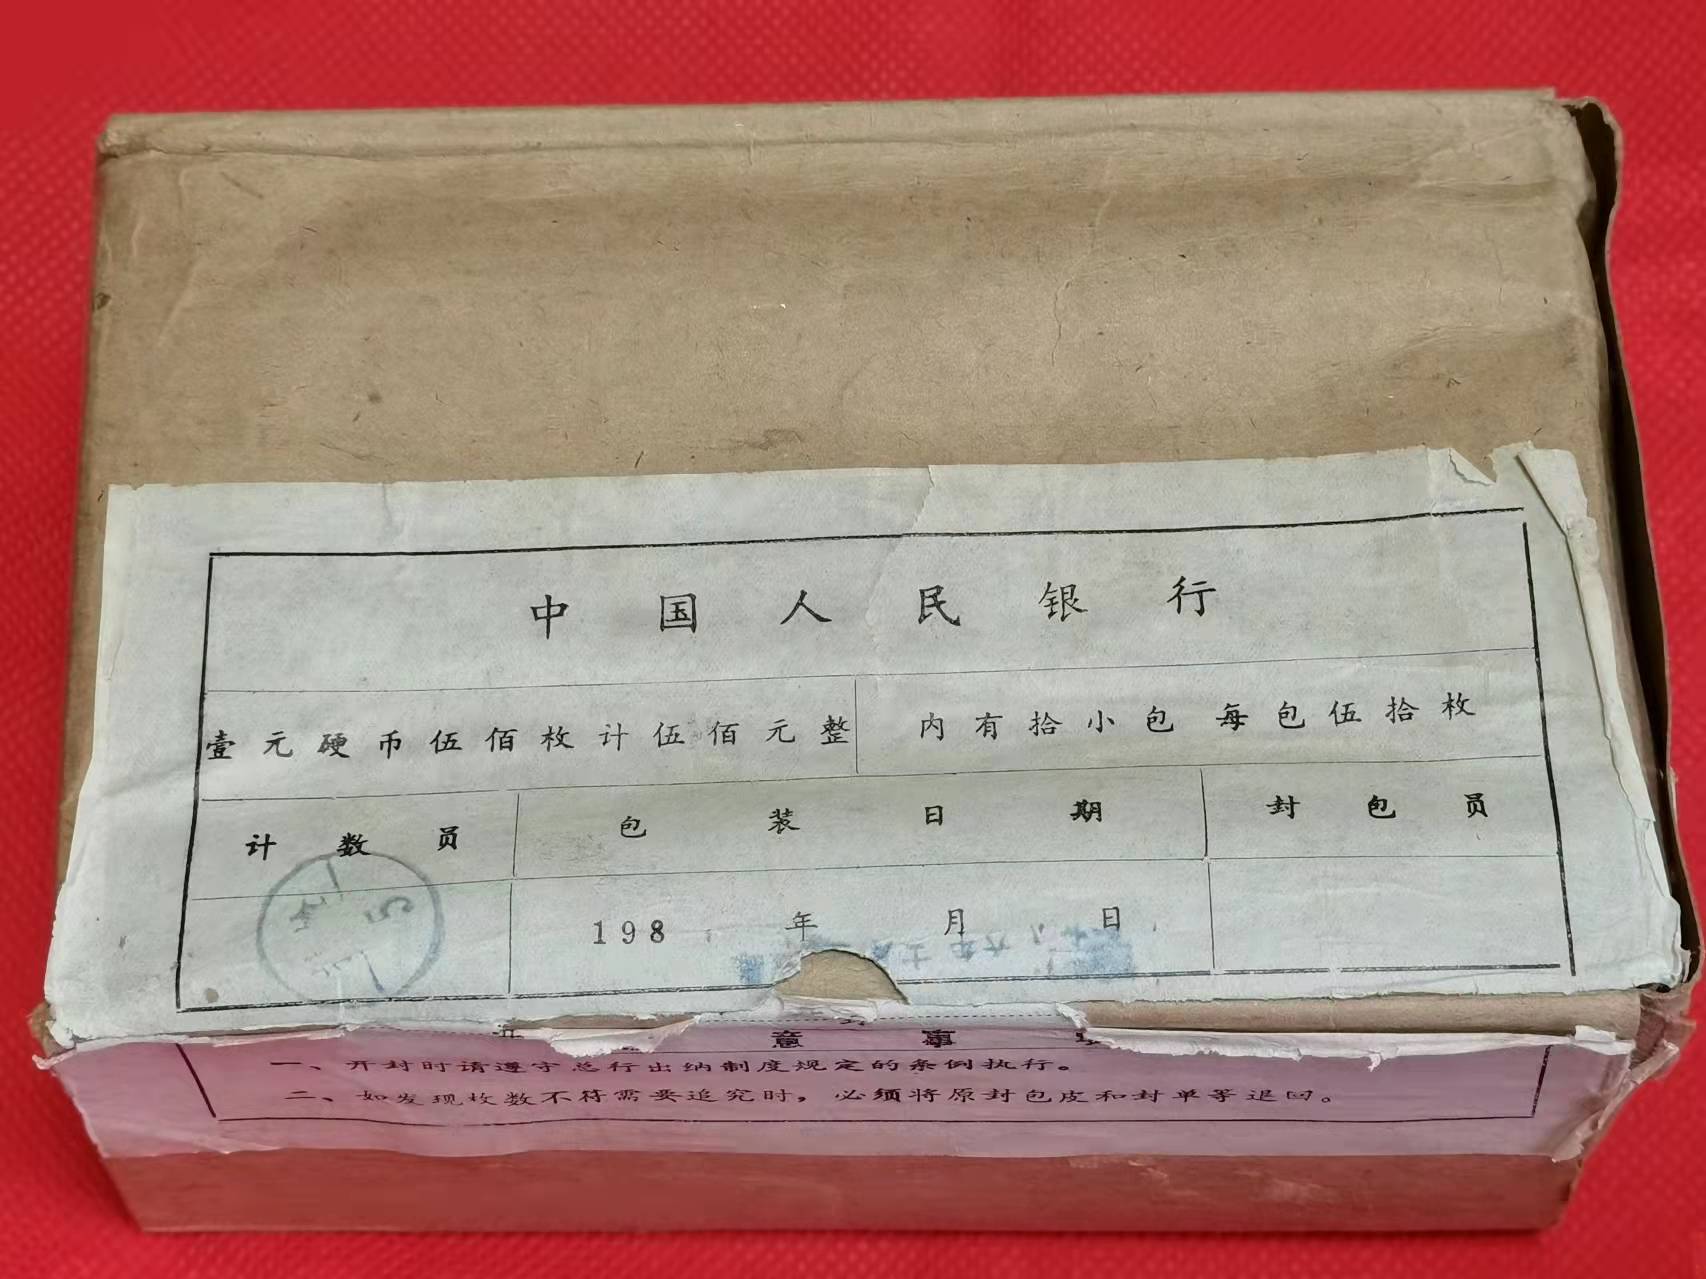 中国人民银行
壹元硬币伍佰枚计伍佰元整 内有拾小包 每包伍拾枚
计数员 包装日期 封包员
198 年 月 日
5
意事
一、开封时请遵守总行出纳制度规定的条例执行。
二、如发现枚数不符需要追究时，必须将原封包皮和封单等退回。